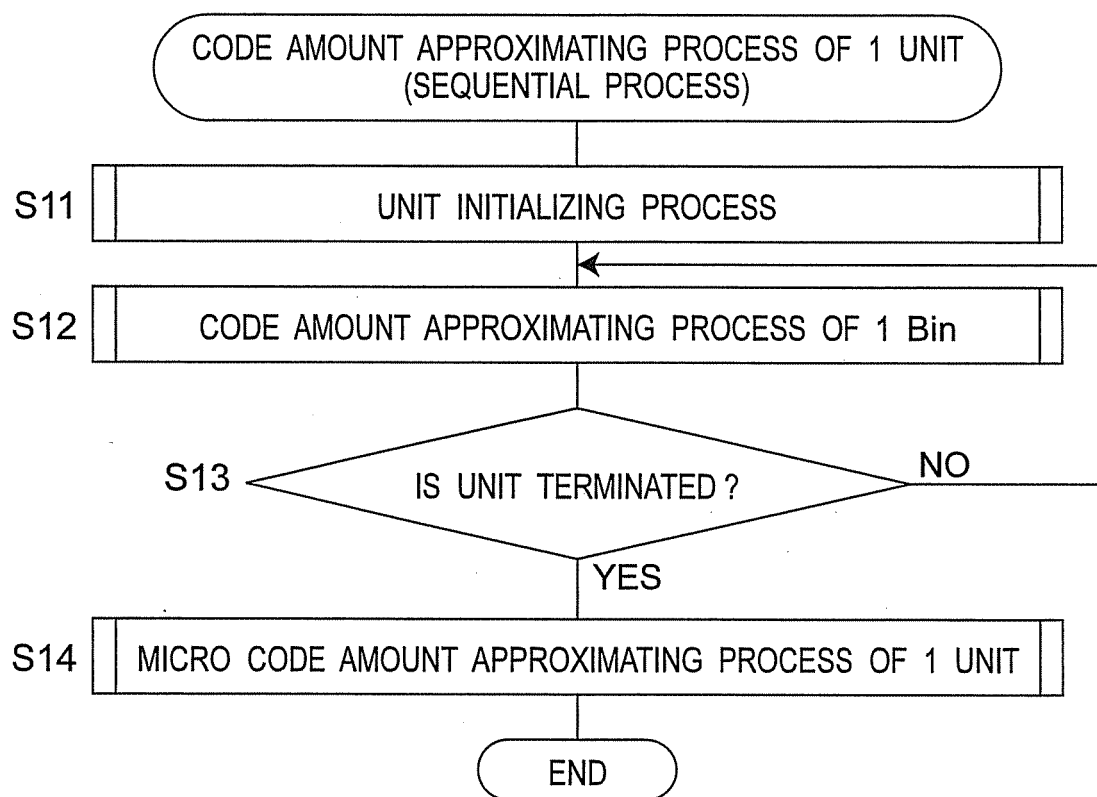 CODE AMOUNT APPROXIMATING PROCESS OF 1 UNIT
(SEQUENTIAL PROCESS)
S11
UNIT INITIALIZING PROCESS
S12
CODE AMOUNT APPROXIMATING PROCESS OF 1 Bin
S13
IS UNIT TERMINATED ?
NO
YES
S14
MICRO CODE AMOUNT APPROXIMATING PROCESS OF 1 UNIT
END